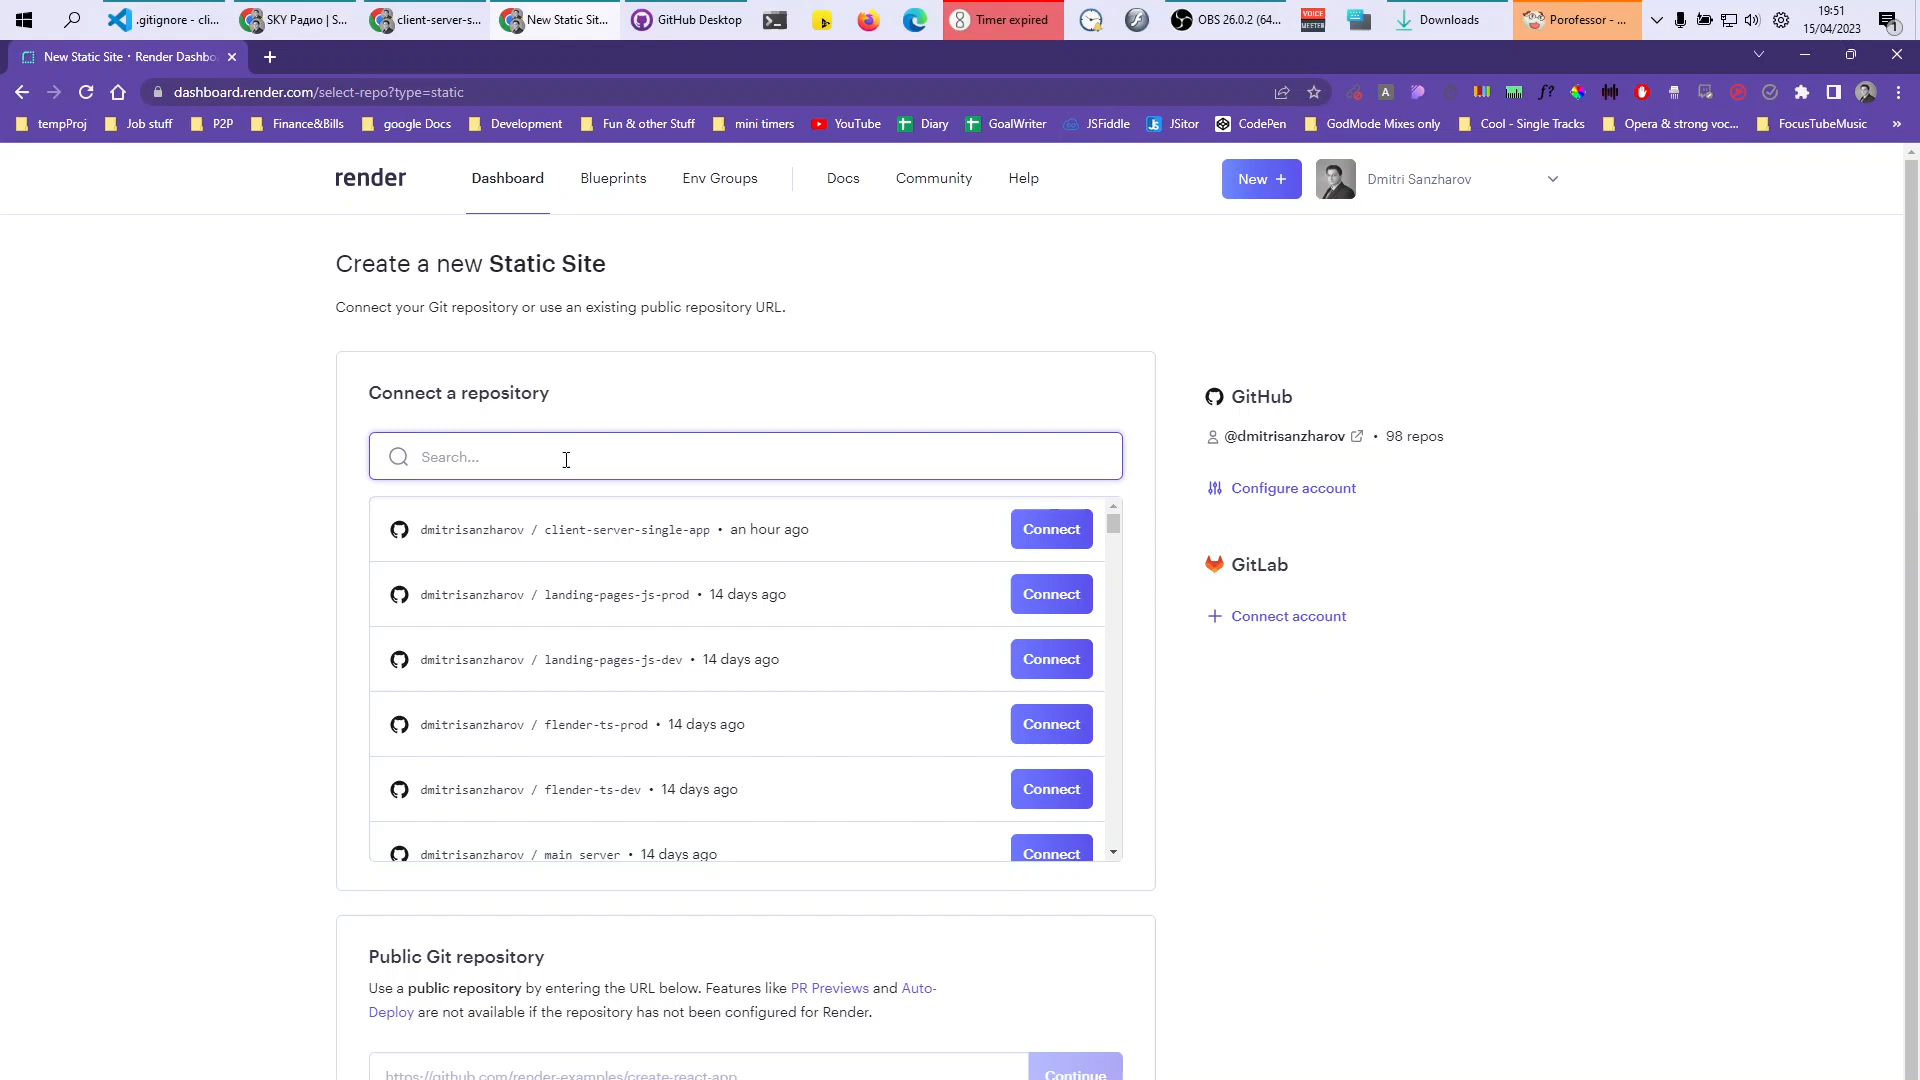 .gitignore - cli...
SKY Радио | S...
client-server-s...
New Static Sit...
GitHub Desktop
Timer expired
OBS 26.0.2 (64...
VOICE MEETER
Downloads
Porofessor - ...
19:51
15/04/2023
1
New Static Site · Render Dashbo
dashboard.render.com/select-repo?type=static
tempProj
Job stuff
P2P
Finance&Bills
google Docs
Development
Fun & other Stuff
mini timers
YouTube
Diary
GoalWriter
JSFiddle
JSitor
CodePen
GodMode Mixes only
Cool - Single Tracks
Opera & strong voc...
FocusTubeMusic
»
render
Dashboard
Blueprints
Env Groups
Docs
Community
Help
New +
Dmitri Sanzharov
Create a new Static Site
Connect your Git repository or use an existing public repository URL.
Connect a repository
Search...
dmitrisanzharov / client-server-single-app • an hour ago
Connect
dmitrisanzharov / landing-pages-js-prod • 14 days ago
Connect
dmitrisanzharov / landing-pages-js-dev • 14 days ago
Connect
dmitrisanzharov / flender-ts-prod • 14 days ago
Connect
dmitrisanzharov / flender-ts-dev • 14 days ago
Connect
dmitrisanzharov / main server • 14 days ago
Connect
GitHub
@dmitrisanzharov • 98 repos
Configure account
GitLab
Connect account
Public Git repository
Use a public repository by entering the URL below. Features like PR Previews and Auto-
Deploy are not available if the repository has not been configured for Render.
https://github.com/render-examples/create-react-app
Continue